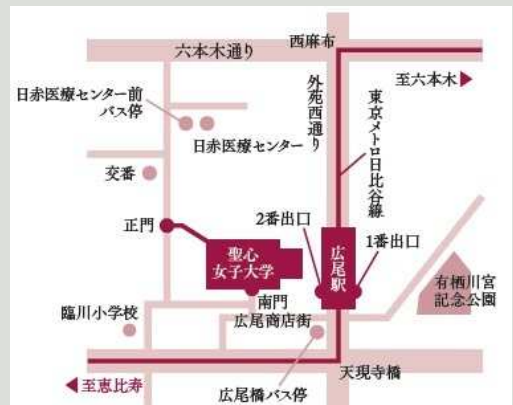 西麻布
六本木通り
至六本木▶
日赤医療センター前
バス停
外苑西通り
東京メトロ日比谷線
日赤医療センター
交番
2番出口
正門
1番出口
聖心
女子大学
広尾駅
有栖川宮
記念公園
南門
臨川小学校
広尾商店街
天現寺橋
◀至恵比寿
広尾橋バス停